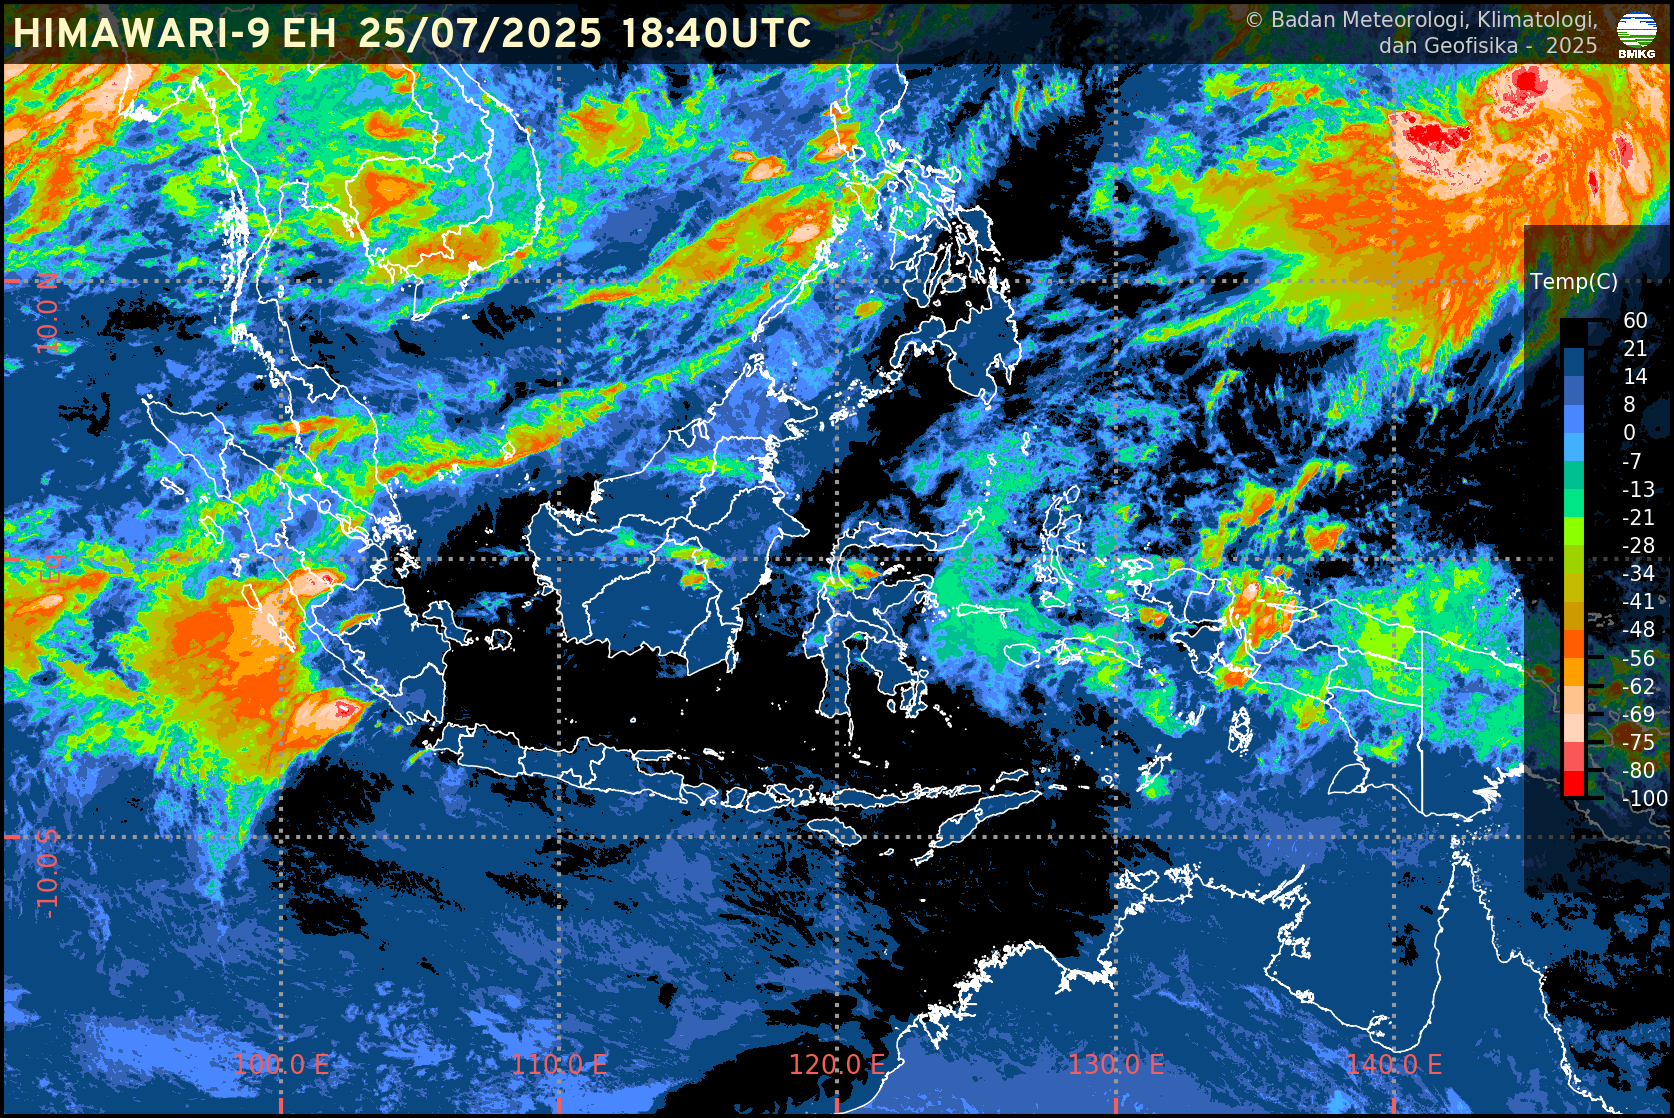 HIMAWARI-9 EH 25/07/2025 18:40UTC
© Badan Meteorologi, Klimatologi,
dan Geofisika - 2025
BMKG
10.0 N
Eq
-10.0 S
Temp(C)
60
21
14
8
0
-7
-13
-21
-28
-34
-41
-48
-56
-62
-69
-75
-80
-100
100.0 E
110.0 E
120.0 E
130.0 E
140.0 E